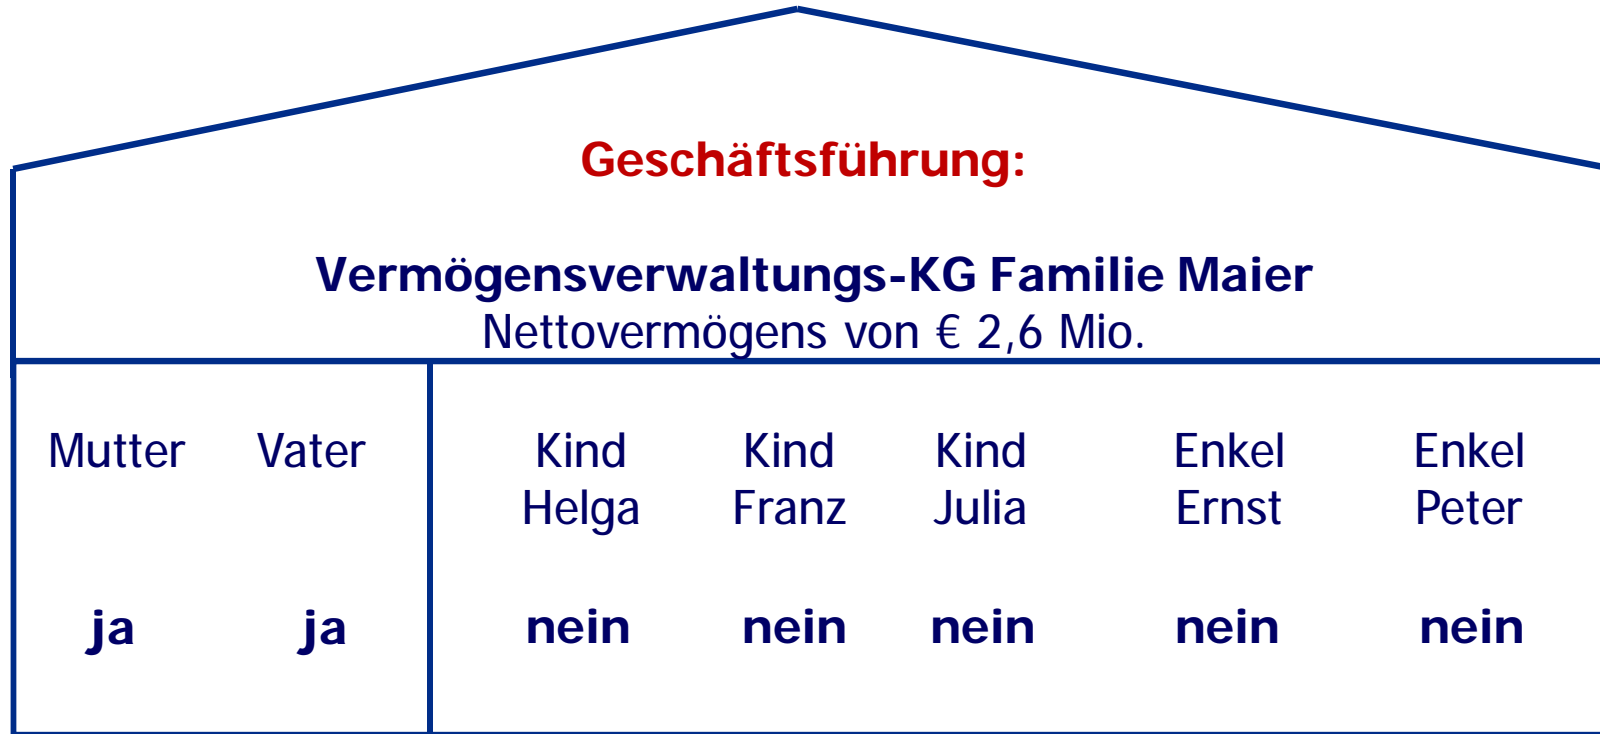 Geschäftsführung:
Vermögensverwaltungs-KG Familie Maier
Nettovermögens von € 2,6 Mio.
Mutter Vater Kind Kind Kind Enkel Enkel
Helga Franz Julia Ernst Peter
ja ja nein nein nein nein nein